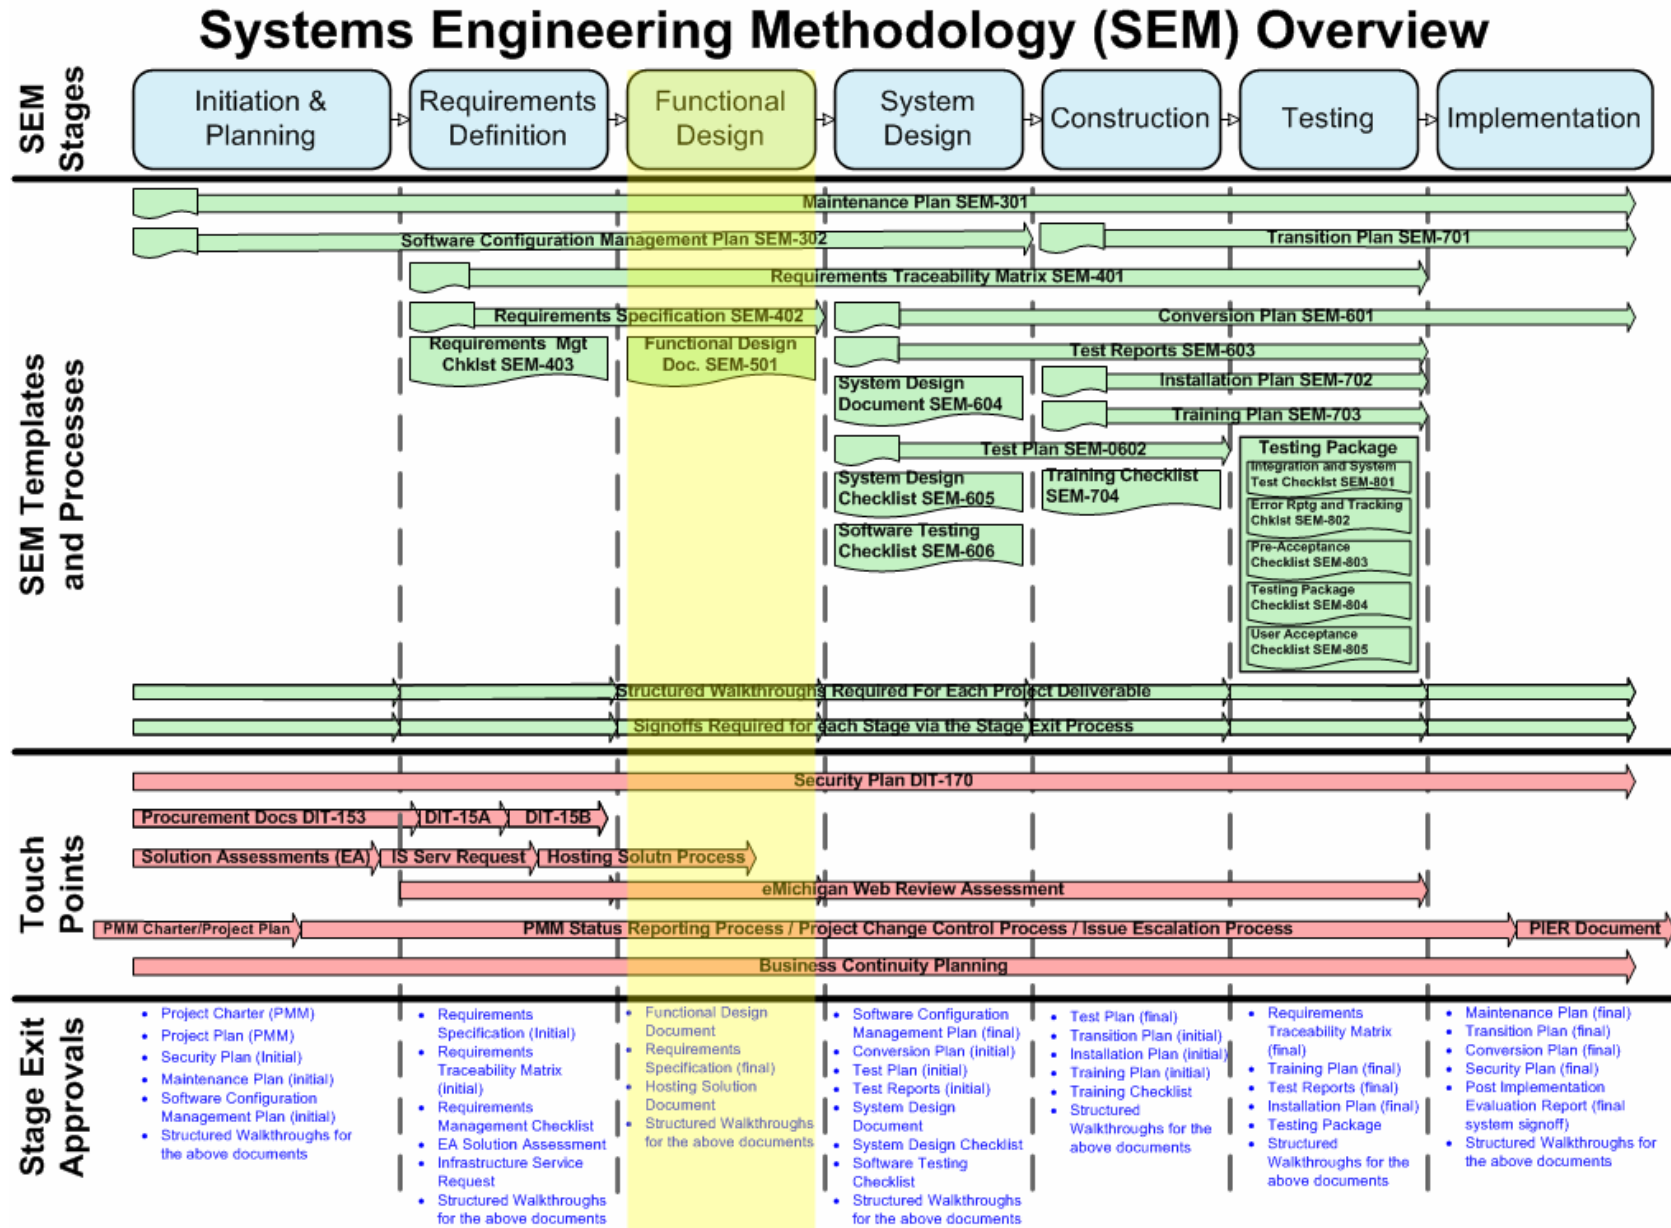 Systems Engineering Methodology (SEM) Overview
SEM
Stages
Initiation &
Planning
Requirements
Definition
Functional
Design
System
Design
Construction
Testing
Implementation
SEM Templates
and Processes
Maintenance Plan SEM-301
Software Configuration Management Plan SEM-302
Transition Plan SEM-701
Requirements Traceability Matrix SEM-401
Requirements Specification SEM-402
Conversion Plan SEM-601
Requirements Mgt
Chklst SEM-403
Functional Design
Doc. SEM-501
Test Reports SEM-603
System Design
Document SEM-604
Installation Plan SEM-702
Training Plan SEM-703
Test Plan SEM-0602
System Design
Checklist SEM-605
Training Checklist
SEM-704
Software Testing
Checklist SEM-606
Testing Package
Integration and System
Test Checklst SEM-801
Error Rptg and Tracking
Chklst SEM-802
Pre-Acceptance
Checklist SEM-803
Testing Package
Checklist SEM-804
User Acceptance
Checklist SEM-805
Structured Walkthroughs Required For Each Project Deliverable
Signoffs Required for each Stage via the Stage Exit Process
Touch
Points
Security Plan DIT-170
Procurement Docs DIT-153
DIT-15A
DIT-15B
Solution Assessments (EA)
IS Serv Request
Hosting Solutn Process
eMichigan Web Review Assessment
PMM Charter/Project Plan
PMM Status Reporting Process / Project Change Control Process / Issue Escalation Process
PIER Document
Business Continuity Planning
Stage Exit
Approvals
• Project Charter (PMM)
• Project Plan (PMM)
• Security Plan (Initial)
• Maintenance Plan (initial)
• Software Configuration
Management Plan (initial)
• Structured Walkthroughs for
the above documents
• Requirements
Specification (Initial)
• Requirements
Traceability Matrix
(initial)
• Requirements
Management Checklist
• EA Solution Assessment
• Infrastructure Service
Request
• Structured Walkthroughs
for the above documents
• Functional Design
Document
• Requirements
Specification (final)
• Hosting Solution
Document
• Structured Walkthroughs
for the above documents
• Software Configuration
Management Plan (final)
• Conversion Plan (initial)
• Test Plan (initial)
• Test Reports (initial)
• System Design
Document
• System Design Checklist
• Software Testing
Checklist
• Structured Walkthroughs
for the above documents
• Test Plan (final)
• Transition Plan (initial)
• Installation Plan (initial)
• Training Plan (initial)
• Training Checklist
• Structured
Walkthroughs for the
above documents
• Requirements
Traceability Matrix
(final)
• Training Plan (final)
• Test Reports (final)
• Installation Plan (final)
• Testing Package
• Structured
Walkthroughs for the
above documents
• Maintenance Plan (final)
• Transition Plan (final)
• Conversion Plan (final)
• Security Plan (final)
• Post Implementation
Evaluation Report (final
system signoff)
• Structured Walkthroughs for
the above documents